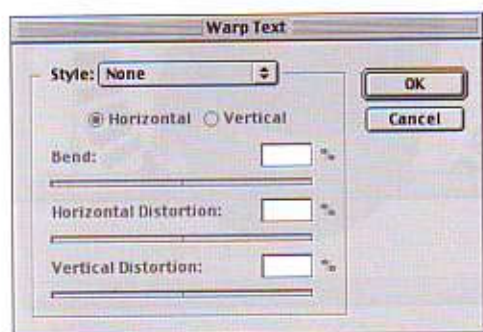 Warp Text
Style: None
OK
Horizontal Vertical
Cancel
Bend: %
Horizontal Distortion: %
Vertical Distortion: %